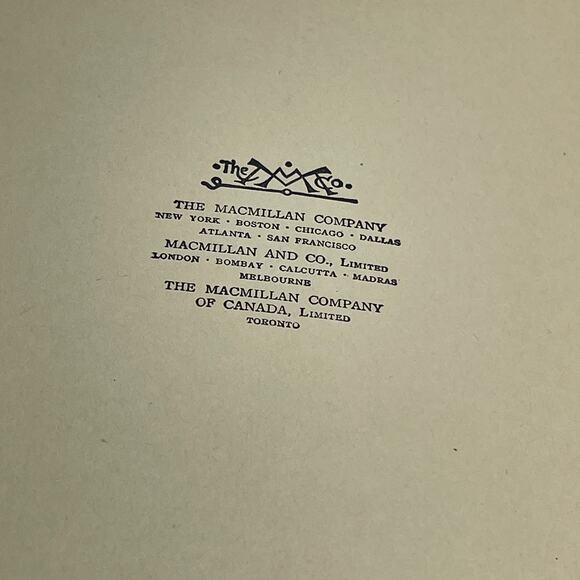 The M Co.
THE MACMILLAN COMPANY
NEW YORK · BOSTON · CHICAGO · DALLAS
ATLANTA · SAN FRANCISCO
MACMILLAN AND CO., LIMITED
LONDON · BOMBAY · CALCUTTA · MADRAS
MELBOURNE
THE MACMILLAN COMPANY
OF CANADA, LIMITED
TORONTO